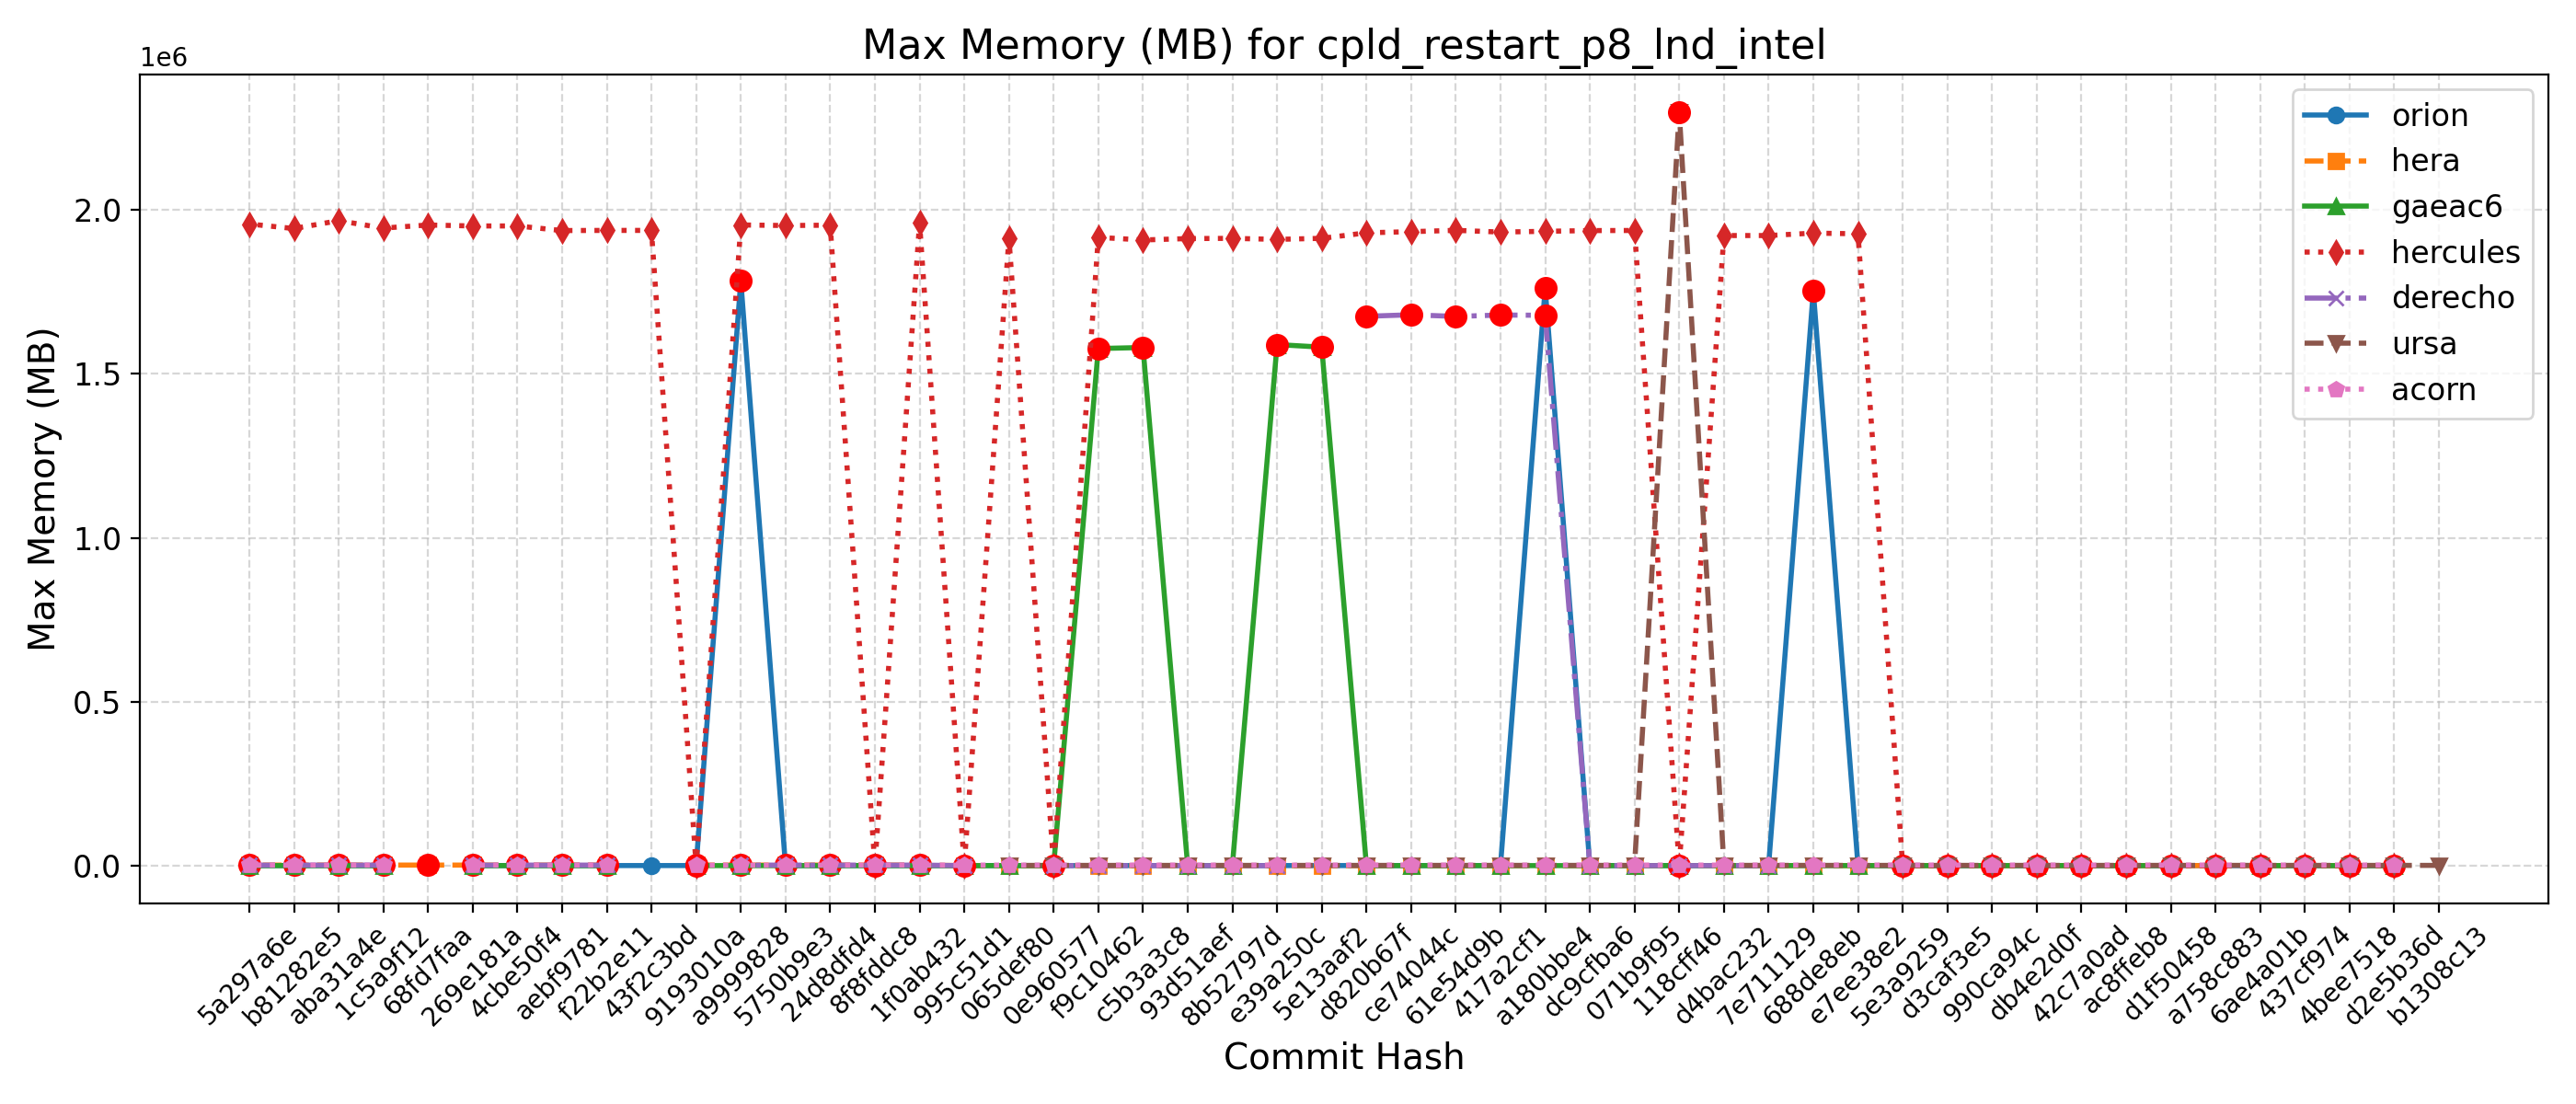 Max Memory (MB) for cpld_restart_p8_lnd_intel
1e6
2.0
1.5
1.0
0.5
0.0
Max Memory (MB)
orion
hera
gaeac6
hercules
derecho
ursa
acorn
5a297a6e
b81282e5
aba31a4e
1c5a9f12
68fd7faa
269e181a
4cbe50f4
aebf9781
f22b2e11
43f2c3bd
9193010a
a9999828
5750b9e3
24d8dfd4
8f8fddc8
1f0ab432
995c51d1
065def80
0e960577
f9c10462
c5b3a3c8
93d51aef
8b52797d
e39a250c
5e13aaf2
d820b67f
ce74044c
61e54d9b
417a2cf1
a180bbe4
dc9cfba6
071b9f95
118cff46
d4bac232
7e711129
688de8eb
e7ee38e2
5e3a9259
d3caf3e5
990ca94c
db4e2d0f
42c7a0ad
ac8ffeb8
d1f50458
a758c883
6ae4a01b
437cf974
4bee7518
d2e5b36d
b1308c13
Commit Hash